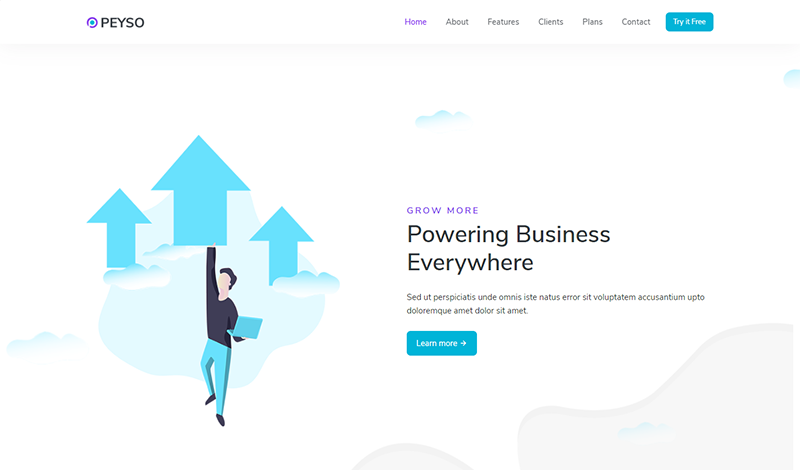 PEYSO Home About Features Clients Plans Contact Try it Free
GROW MORE
Powering Business
Everywhere
Sed ut perspiciatis unde omnis iste natus error sit voluptatem accusantium upto
doloremque amet dolor sit amet.
Learn more →